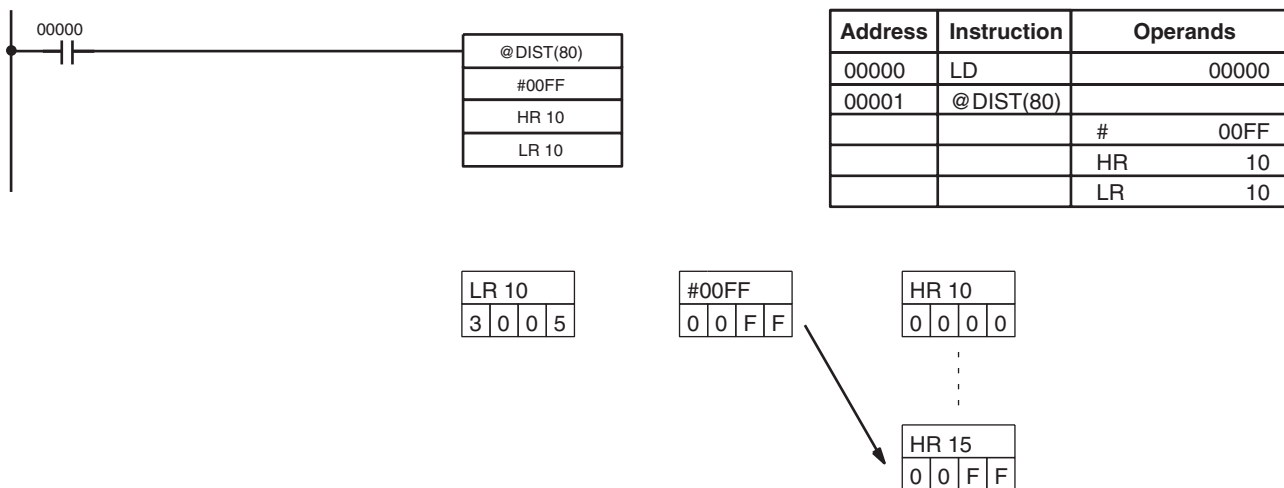 00000
@DIST(80)
#00FF
HR 10
LR 10
Address Instruction Operands
00000 LD 00000
00001 @DIST(80)
# 00FF
HR 10
LR 10
LR 10
3 0 0 5
#00FF
0 0 F F
HR 10
0 0 0 0
HR 15
0 0 F F